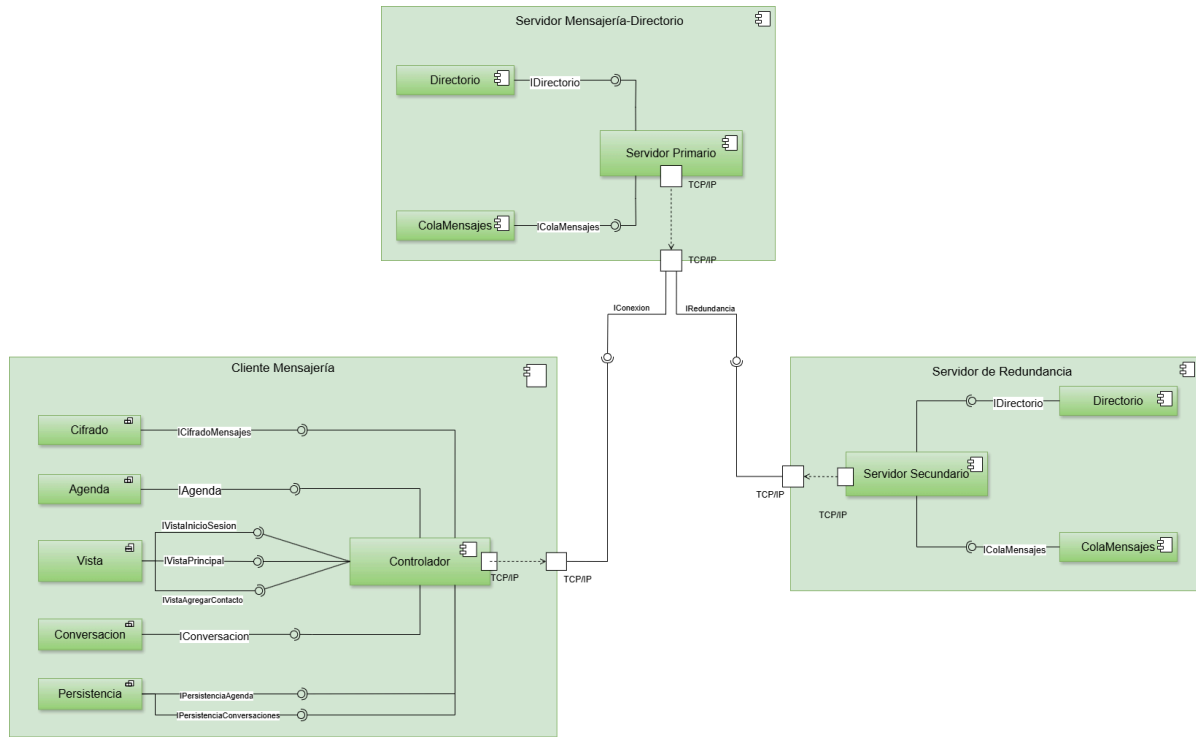 Servidor Mensajería-Directorio
Directorio
IDirectorio
Servidor Primario
TCP/IP
ColaMensajes
IColaMensajes
TCP/IP
IConexion
IRedundancia
Cliente Mensajería
Cifrado
ICifradoMensajes
Agenda
IAgenda
Vista
IVistaInicioSesion
IVistaPrincipal
IVistaAgregarContacto
Controlador
TCP/IP
TCP/IP
Conversacion
IConversacion
Persistencia
IPersistenciaAgenda
IPersistenciaConversaciones
Servidor de Redundancia
IDirectorio
Directorio
Servidor Secundario
TCP/IP
TCP/IP
IColaMensajes
ColaMensajes